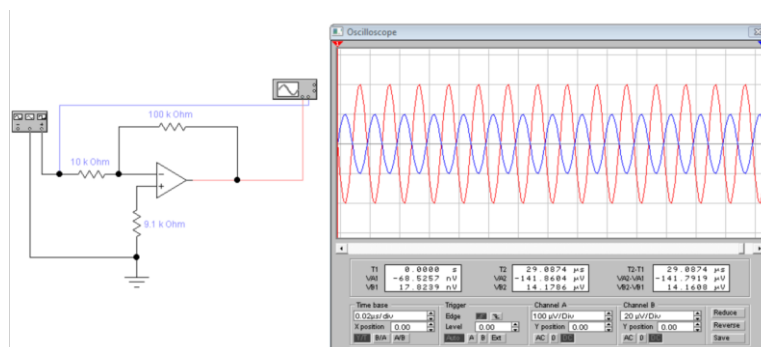 Oscilloscope
100 k Ohm
10 k Ohm
9.1 k Ohm
T1 0.0000 s
VA1 -68.5257 nV
VB1 17.8239 nV
T2 29.0874 µs
VA2 -141.8604 µV
VB2 14.1786 µV
T2-T1 29.0874 µs
VA2-VA1 -141.7919 µV
VB2-VB1 14.1608 µV
Time base
0.02µs/div
X position 0.00
Y/T B/A A/B
Trigger
Edge
Level 0.00
Auto A B Ext
Channel A
100 µV/Div
Y position 0.00
AC 0 DC
Channel B
20 µV/Div
Y position 0.00
AC 0 DC
Reduce
Reverse
Save